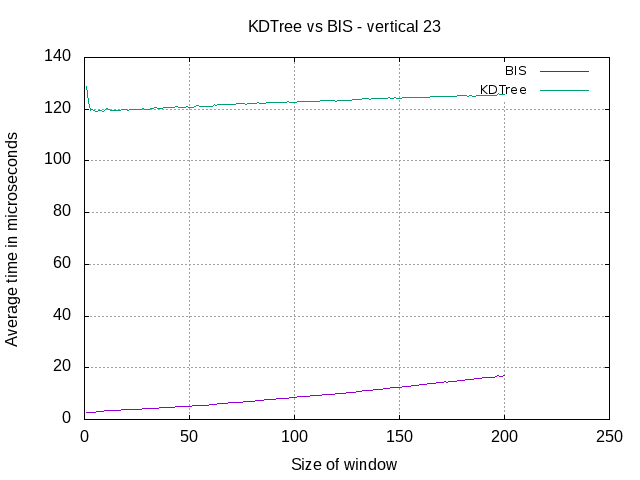 KDTree vs BIS - vertical 23
140
BIS
KDTree
120
100
80
60
40
20
0
0 50 100 150 200 250
Average time in microseconds
Size of window